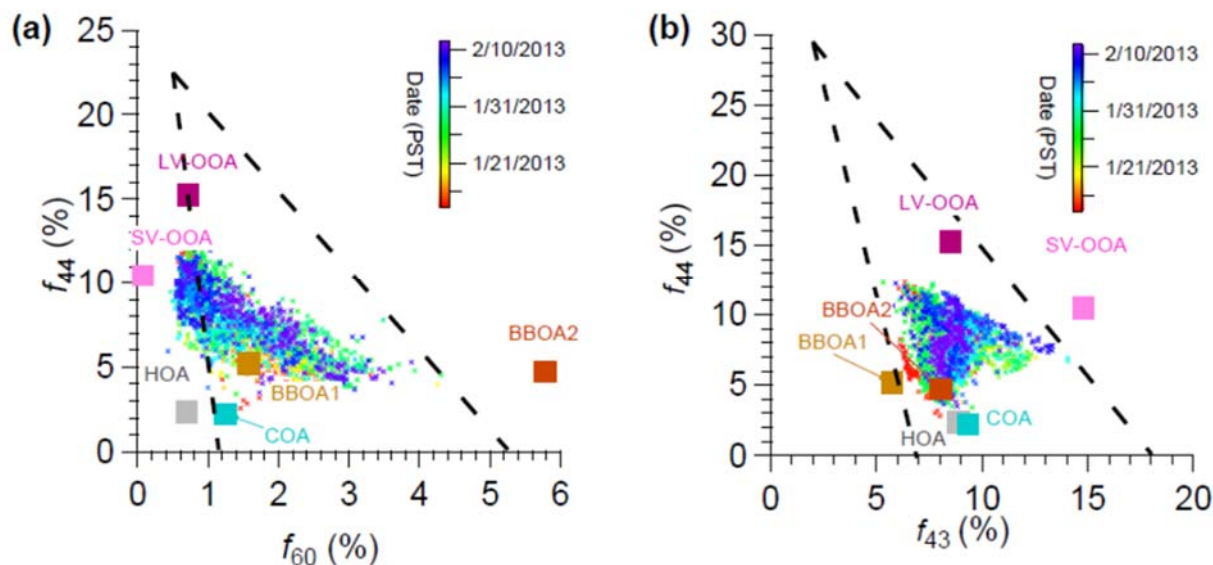 (a)
25
20
15
10
5
0
f44 (%)
0 1 2 3 4 5 6
f60 (%)
2/10/2013
1/31/2013
1/21/2013
Date (PST)
LV-OOA
SV-OOA
BBOA2
HOA
BBOA1
COA
(b)
30
25
20
15
10
5
0
f44 (%)
0 5 10 15 20
f43 (%)
2/10/2013
1/31/2013
1/21/2013
Date (PST)
LV-OOA
SV-OOA
BBOA2
BBOA1
COA
HOA